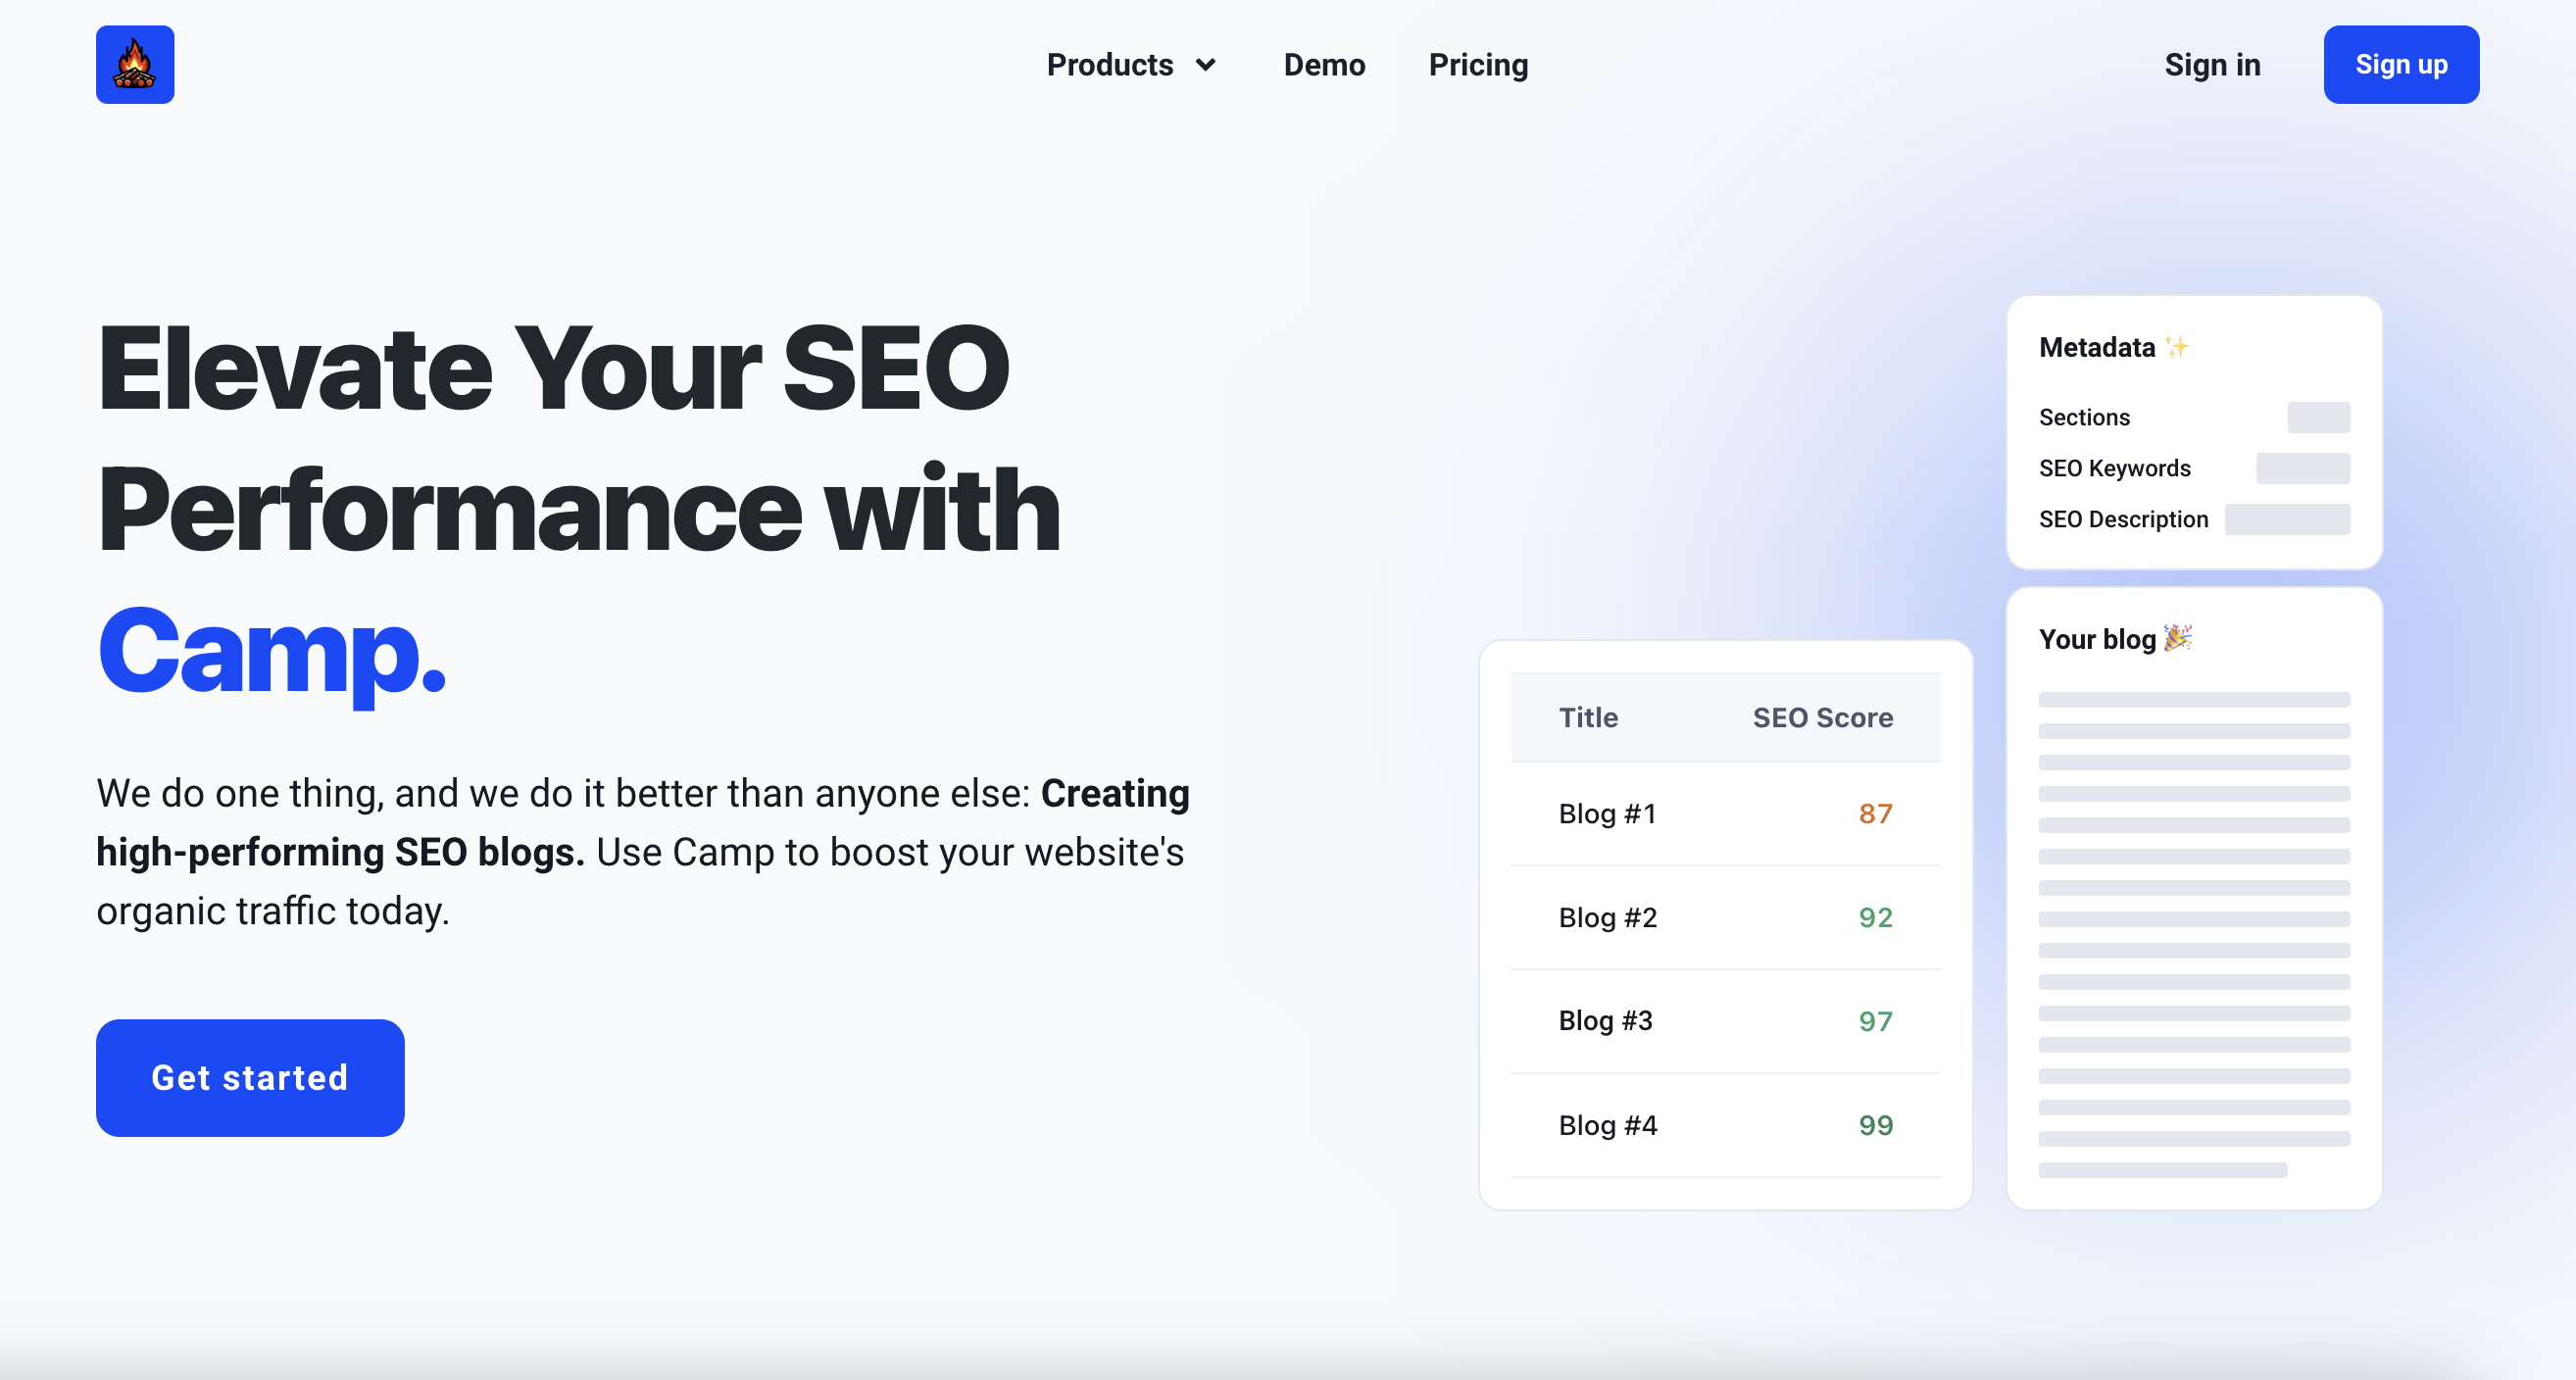 Products
Demo
Pricing
Sign in
Sign up
Elevate Your SEO
Performance with
Camp.
We do one thing, and we do it better than anyone else: Creating
high-performing SEO blogs. Use Camp to boost your website's
organic traffic today.
Get started
Title SEO Score
Blog #1 87
Blog #2 92
Blog #3 97
Blog #4 99
Metadata ✨
Sections
SEO Keywords
SEO Description
Your blog 🎉